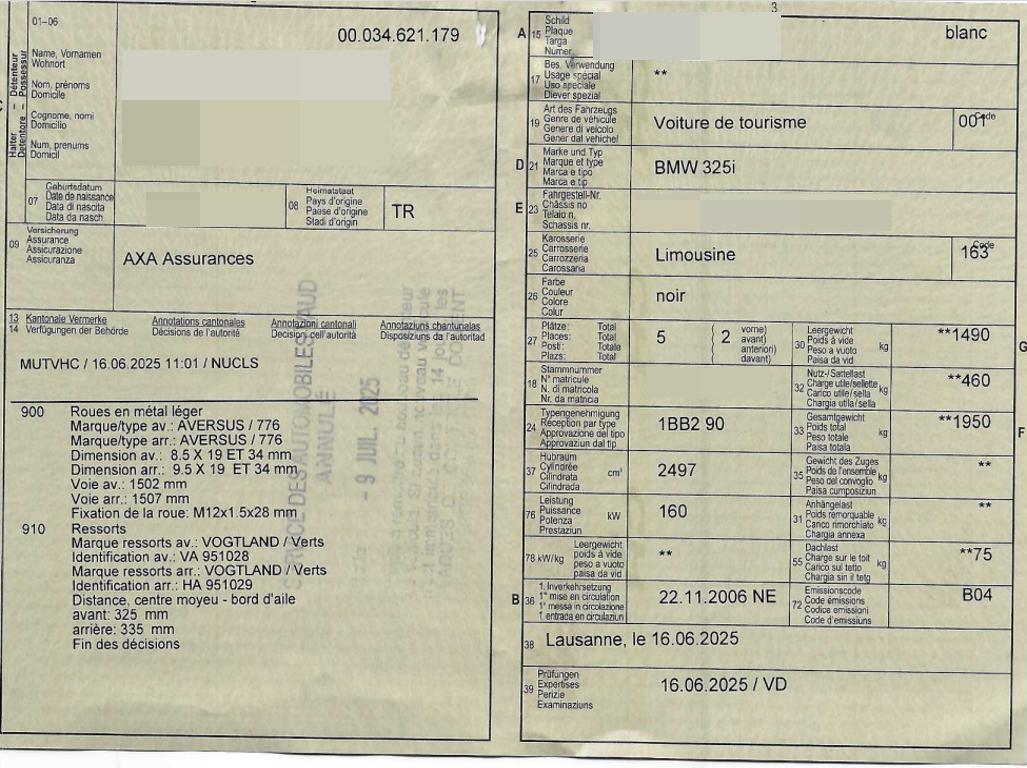 3
01-06
Halter – Détenteur
Detentore – Possessur
Name, Vornamen
Wohnort
Nom, prénoms
Domicile
Cognome, nomi
Domicilio
Num, prenums
Domicil
00.034.621.179
07
Geburtsdatum
Date de naissance
Data di nascita
Data da nasch.
08
Heimatstaat
Pays d'origine
Paese d'origine
Stadi d'origin
TR
09
Versicherung
Assurance
Assicurazione
Assicuranza
AXA Assurances
13 Kantonale Vermerke Annotations cantonales Annotazioni cantonali Annotaziuns chantunalas
14 Verfügungen der Behörde Décisions de l'autorité Decisioni dell'autorità Disposiziuns da l'autoritad
MUTVHC / 16.06.2025 11:01 / NUCLS
900 Roues en métal léger
Marque/type av.: AVERSUS / 776
Marque/type arr.: AVERSUS / 776
Dimension av.: 8.5 X 19 ET 34 mm
Dimension arr.: 9.5 X 19 ET 34 mm
Voie av.: 1502 mm
Voie arr.: 1507 mm
Fixation de la roue: M12x1.5x28 mm
910 Ressorts
Marque ressorts av.: VOGTLAND / Verts
Identification av.: VA 951028
Marque ressorts arr.: VOGTLAND / Verts
Identification arr.: HA 951029
Distance, centre moyeu - bord d'aile
avant: 325 mm
arrière: 335 mm
Fin des décisions
SERVICE DES AUTOMOBILES VAUD
ANNULÉ
- 9 JUIL. 2025
A 15
Schild
Plaque
Targa
Numer
blanc
17
Bes. Verwendung
Usage spécial
Uso speciale
Diever spezial
**
19
Art des Fahrzeugs
Genre de véhicule
Genere di veicolo
Gener dal vehichel
Voiture de tourisme
Code
001
D 21
Marke und Typ
Marque et type
Marca e tipo
Marca e tip
BMW 325i
E 23
Fahrgestell-Nr.
Châssis no
Telaio n.
Schassis nr.
25
Karosserie
Carrosserie
Carrozzeria
Carossaria
Limousine
Code
163
26
Farbe
Couleur
Colore
Colur
noir
27
Plätze: Total
Places: Total
Posti: Totale
Plazs: Total
5
2
vorne)
avant)
anteriori)
davant)
30
Leergewicht
Poids à vide
Peso a vuoto
Paisa da vid
kg
**1490
G
18
Stammnummer
N° matricule
N. di matricola
Nr. da matricla
32
Nutz-/Sattellast
Charge utile/sellette
Carico utile/sella
Chargia utila/sella
kg
**460
24
Typengenehmigung
Réception par type
Approvazione del tipo
Approvaziun dal tip
1BB2 90
33
Gesamtgewicht
Poids total
Peso totale
Paisa totala
kg
**1950
F
37
Hubraum
Cylindrée
Cilindrata
Cilindrada
cm³
2497
35
Gewicht des Zuges
Poids de l'ensemble
Peso del convoglio
Paisa cumposiziun
kg
**
76
Leistung
Puissance
Potenza
Prestaziun
kW
160
31
Anhängelast
Poids remorquable
Carico rimorchiato
Chargia annexa
kg
**
78 kW/kg
Leergewicht
poids à vide
peso a vuoto
paisa da vid
**
55
Dachlast
Charge sur le toit
Carico sul tetto
Chargia sin il tetg
kg
**75
B 36
1. Inverkehrsetzung
1re mise en circulation
1a messa in circolazione
1. entrada en circulaziun
22.11.2006 NE
72
Emissionscode
Code émissions
Codice emissioni
Code d'emissiuns
B04
38
Lausanne, le 16.06.2025
39
Prüfungen
Expertises
Perizie
Examinaziuns
16.06.2025 / VD